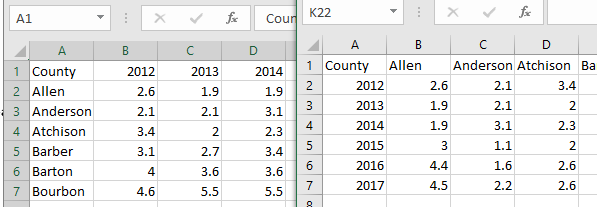 A1 fx Coun
A B C D
1 County 2012 2013 2014
2 Allen 2.6 1.9 1.9
3 Anderson 2.1 2.1 3.1
4 Atchison 3.4 2 2.3
5 Barber 3.1 2.7 3.4
6 Barton 4 3.6 3.6
7 Bourbon 4.6 5.5 5.5
K22 fx
A B C D
1 County Allen Anderson Atchison Ba
2 2012 2.6 2.1 3.4
3 2013 1.9 2.1 2
4 2014 1.9 3.1 2.3
5 2015 3 1.1 2
6 2016 4.4 1.6 2.6
7 2017 4.5 2.2 2.6
8